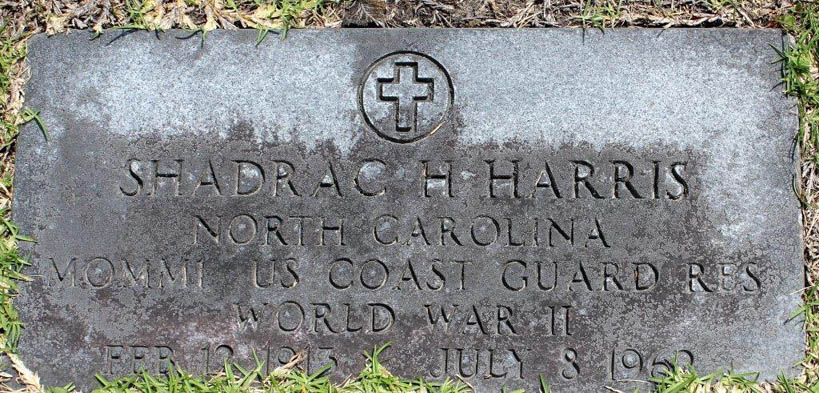 SHADRAC H HARRIS
NORTH CAROLINA
MOMM1 US COAST GUARD RES
WORLD WAR II
FEB JULY 8